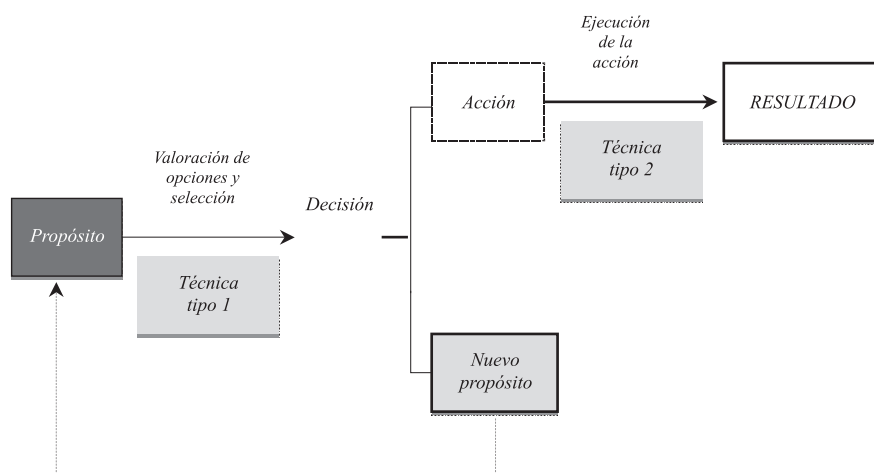 Ejecución
de la
acción
Acción
RESULTADO
Técnica
tipo 2
Valoración de
opciones y
selección
Decisión
Propósito
Técnica
tipo 1
Nuevo
propósito